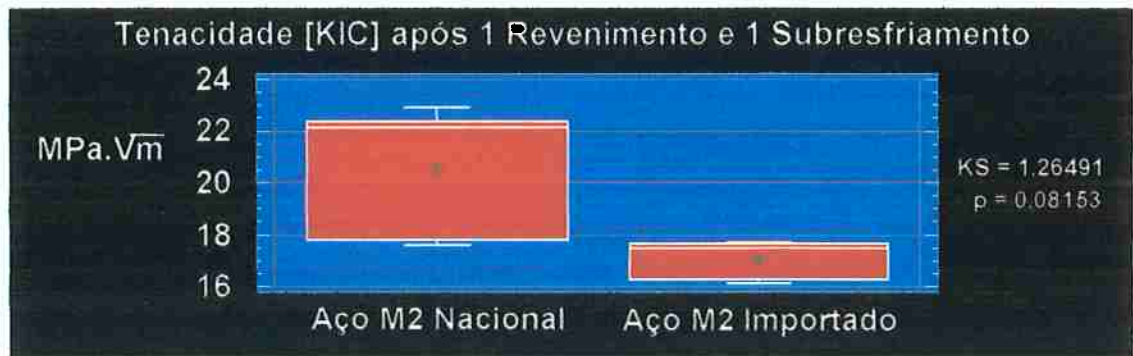 Tenacidade [KIC] após 1 Revenimento e 1 Subresfriamento
24
22
20
18
16
MPa.√m
KS = 1.26491
p = 0.08153
Aço M2 Nacional
Aço M2 Importado